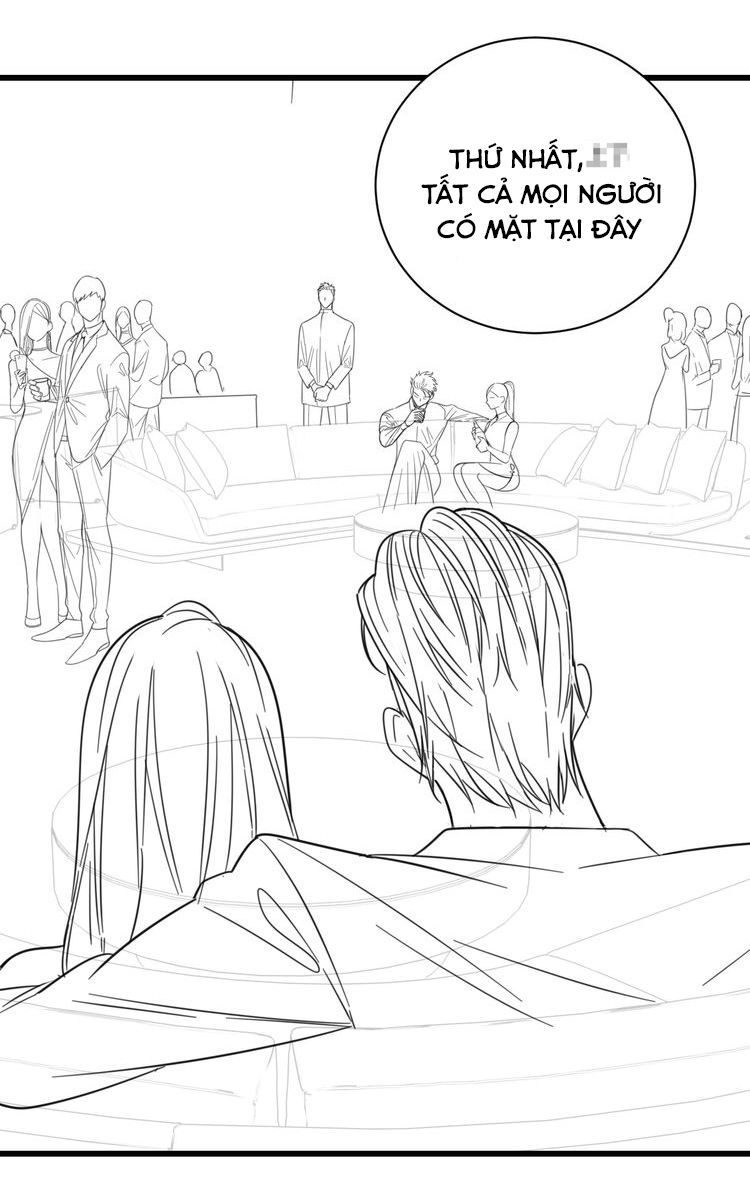 THỨ NHẤT,
TẤT CẢ MỌI NGƯỜI
CÓ MẶT TẠI ĐÂY